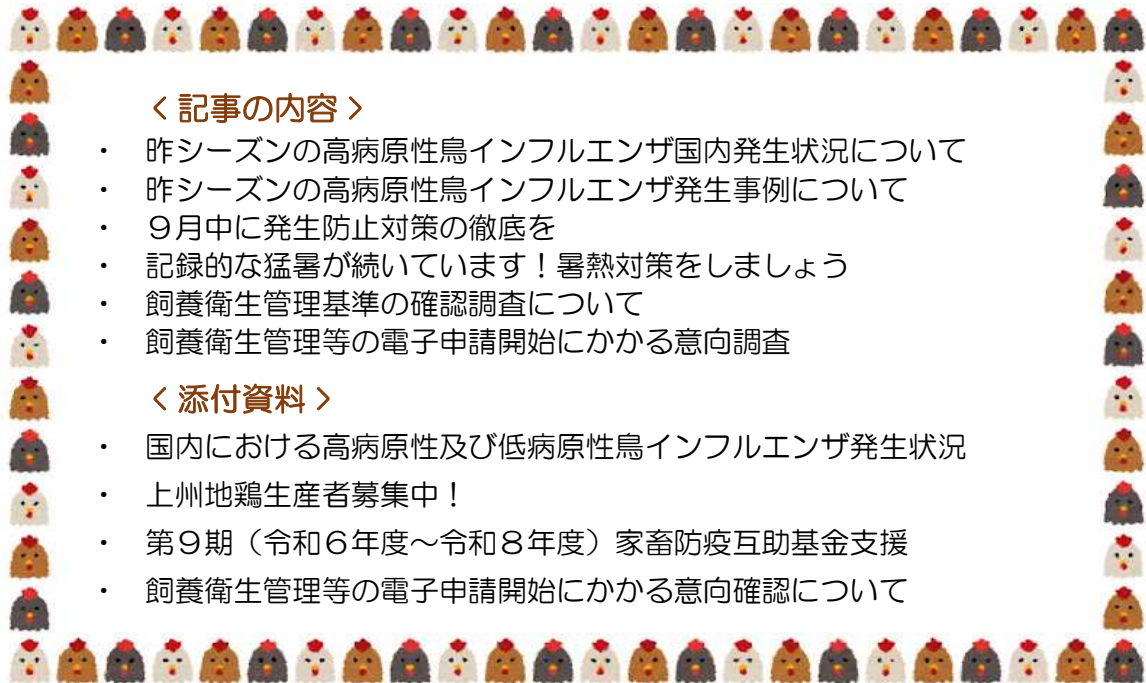 ＜記事の内容＞
・ 昨シーズンの高病原性鳥インフルエンザ国内発生状況について
・ 昨シーズンの高病原性鳥インフルエンザ発生事例について
・ ９月中に発生防止対策の徹底を
・ 記録的な猛暑が続いています！暑熱対策をしましょう
・ 飼養衛生管理基準の確認調査について
・ 飼養衛生管理等の電子申請開始にかかる意向調査
＜添付資料＞
・ 国内における高病原性及び低病原性鳥インフルエンザ発生状況
・ 上州地鶏生産者募集中！
・ 第９期（令和６年度～令和８年度）家畜防疫互助基金支援
・ 飼養衛生管理等の電子申請開始にかかる意向確認について